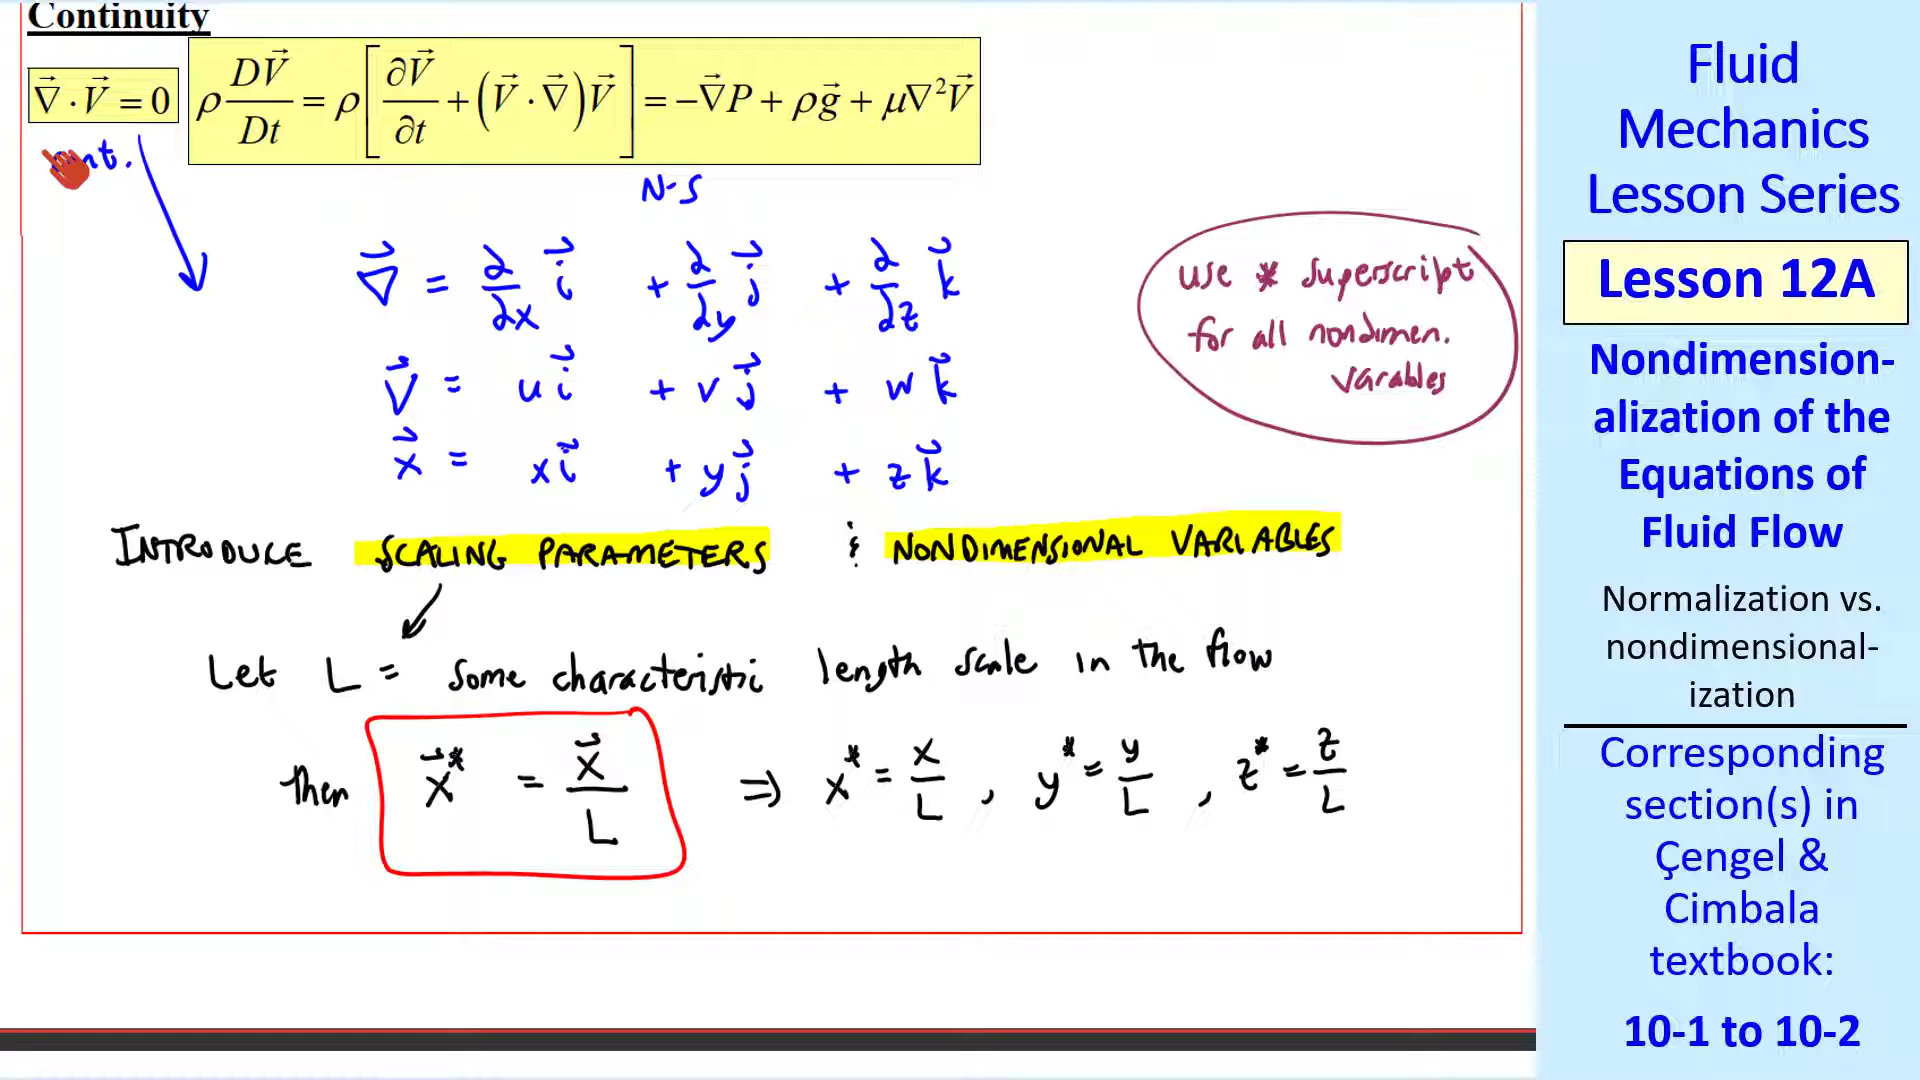 Continuity
∇⃗ · V⃗ = 0   ρ DV⃗/Dt = ρ[∂V⃗/∂t + (V⃗ · ∇⃗)V⃗] = −∇⃗P + ρg⃗ + μ∇²V⃗
nt.
N-S
∇⃗ = ∂/∂x i⃗ + ∂/∂y j⃗ + ∂/∂z k⃗
V⃗ = u i⃗ + v j⃗ + w k⃗
x⃗ = x i⃗ + y j⃗ + z k⃗
use * superscript
for all nondimen.
varables
INTRODUCE SCALING PARAMETERS & NONDIMENSIONAL VARIABLES
Let L = some characteristic length scale in the flow
then x⃗* = x⃗/L ⇒ x* = x/L , y* = y/L , z* = z/L
Fluid
Mechanics
Lesson Series
Lesson 12A
Nondimension-
alization of the
Equations of
Fluid Flow
Normalization vs.
nondimensional-
ization
Corresponding
section(s) in
Çengel &
Cimbala
textbook:
10-1 to 10-2